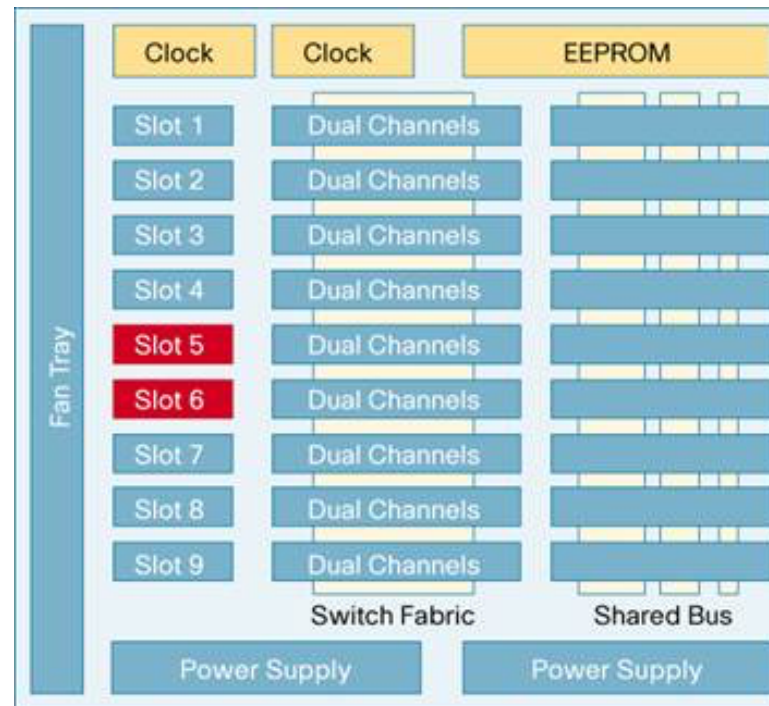 Clock Clock EEPROM
Slot 1 Dual Channels
Slot 2 Dual Channels
Slot 3 Dual Channels
Slot 4 Dual Channels
Slot 5 Dual Channels
Slot 6 Dual Channels
Slot 7 Dual Channels
Slot 8 Dual Channels
Slot 9 Dual Channels
Fan Tray
Switch Fabric Shared Bus
Power Supply Power Supply